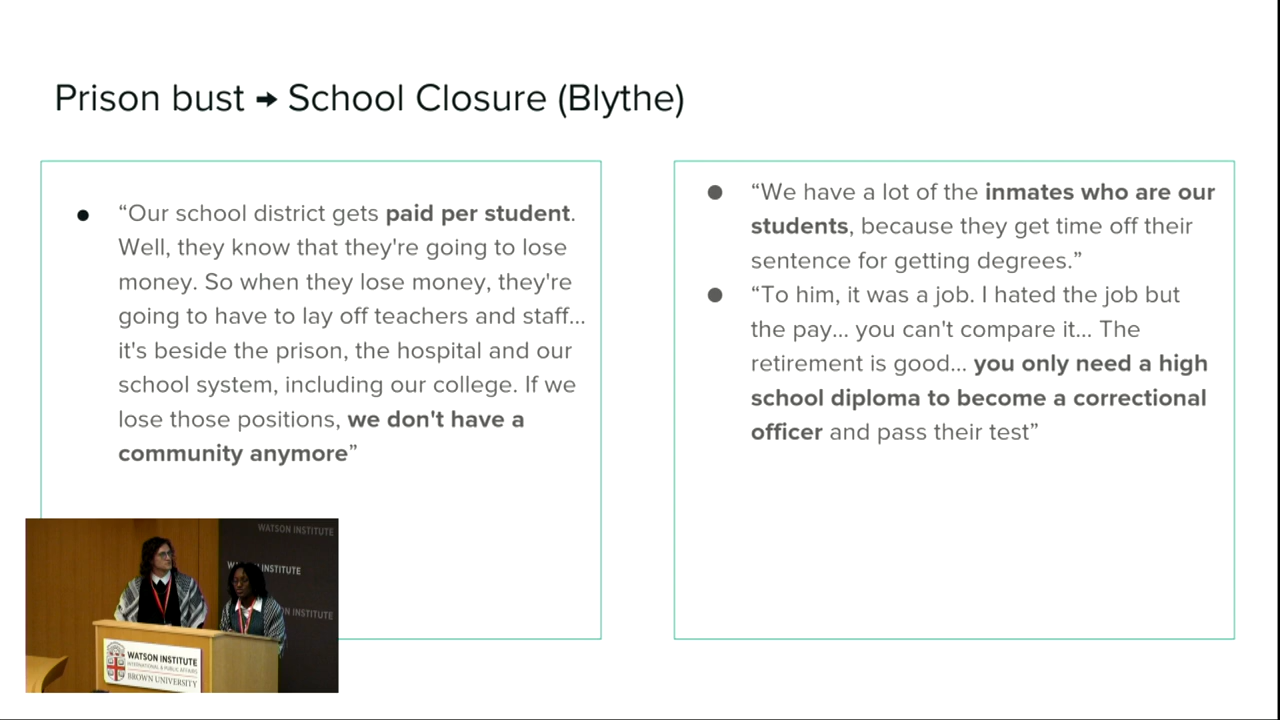 Prison bust → School Closure (Blythe)
● “Our school district gets paid per student.
Well, they know that they're going to lose
money. So when they lose money, they're
going to have to lay off teachers and staff...
it's beside the prison, the hospital and our
school system, including our college. If we
lose those positions, we don't have a
community anymore”
● “We have a lot of the inmates who are our
students, because they get time off their
sentence for getting degrees.”
● “To him, it was a job. I hated the job but
the pay... you can't compare it... The
retirement is good... you only need a high
school diploma to become a correctional
officer and pass their test”
WATSON INSTITUTE
INSTITUTE
INSTITUTE
WATSON INSTITUTE
INTERNATIONAL & PUBLIC AFFAIRS
BROWN UNIVERSITY